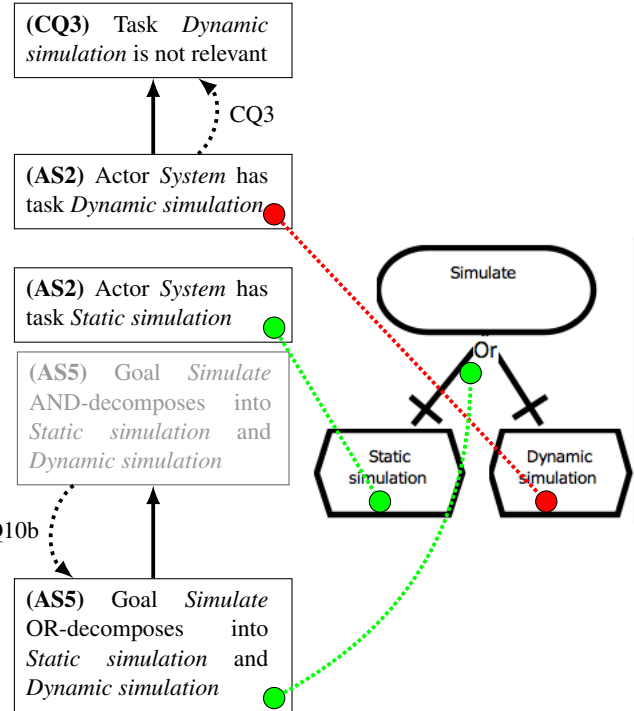 (CQ3) Task Dynamic
simulation is not relevant
CQ3
(AS2) Actor System has
task Dynamic simulation
(AS2) Actor System has
task Static simulation
(AS5) Goal Simulate
AND-decomposes into
Static simulation and
Dynamic simulation
Q10b
(AS5) Goal Simulate
OR-decomposes into
Static simulation and
Dynamic simulation
Simulate
Or
Static
simulation
Dynamic
simulation